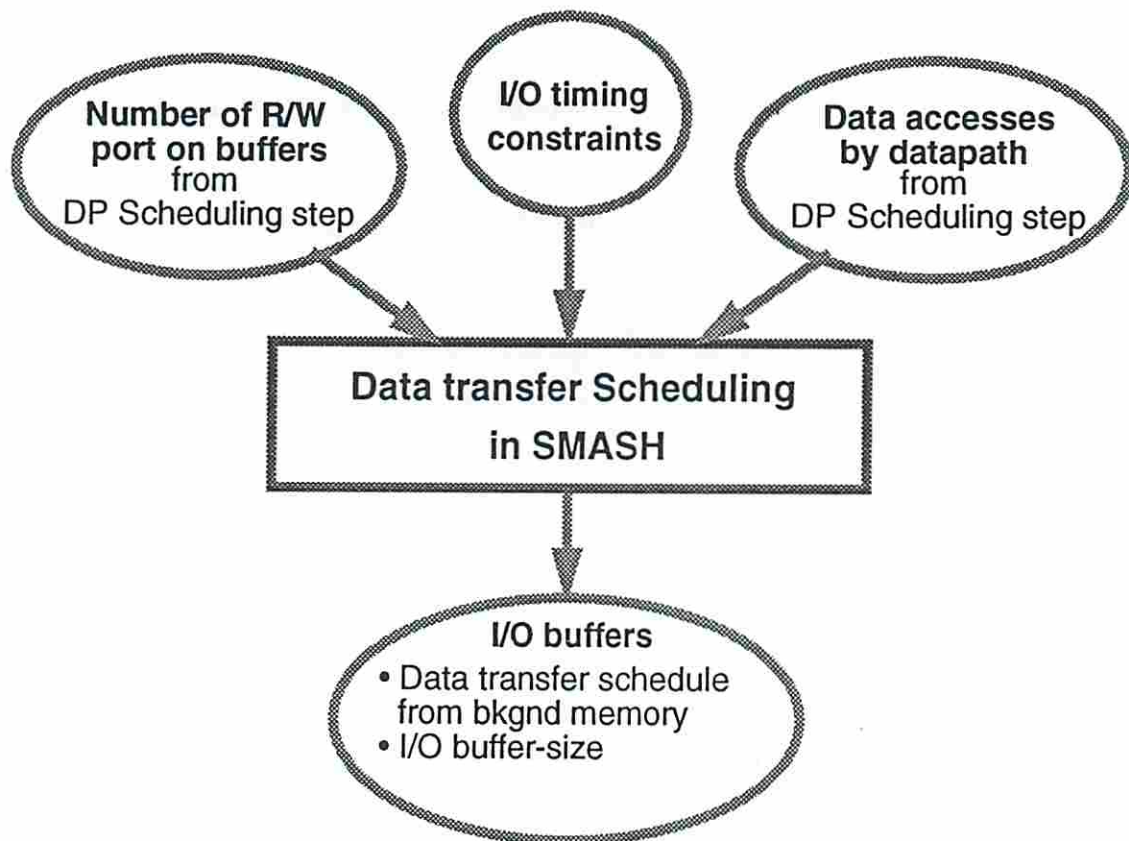 Number of R/W
port on buffers
from
DP Scheduling step
I/O timing
constraints
Data accesses
by datapath
from
DP Scheduling step
Data transfer Scheduling
in SMASH
I/O buffers
• Data transfer schedule
from bkgnd memory
• I/O buffer-size